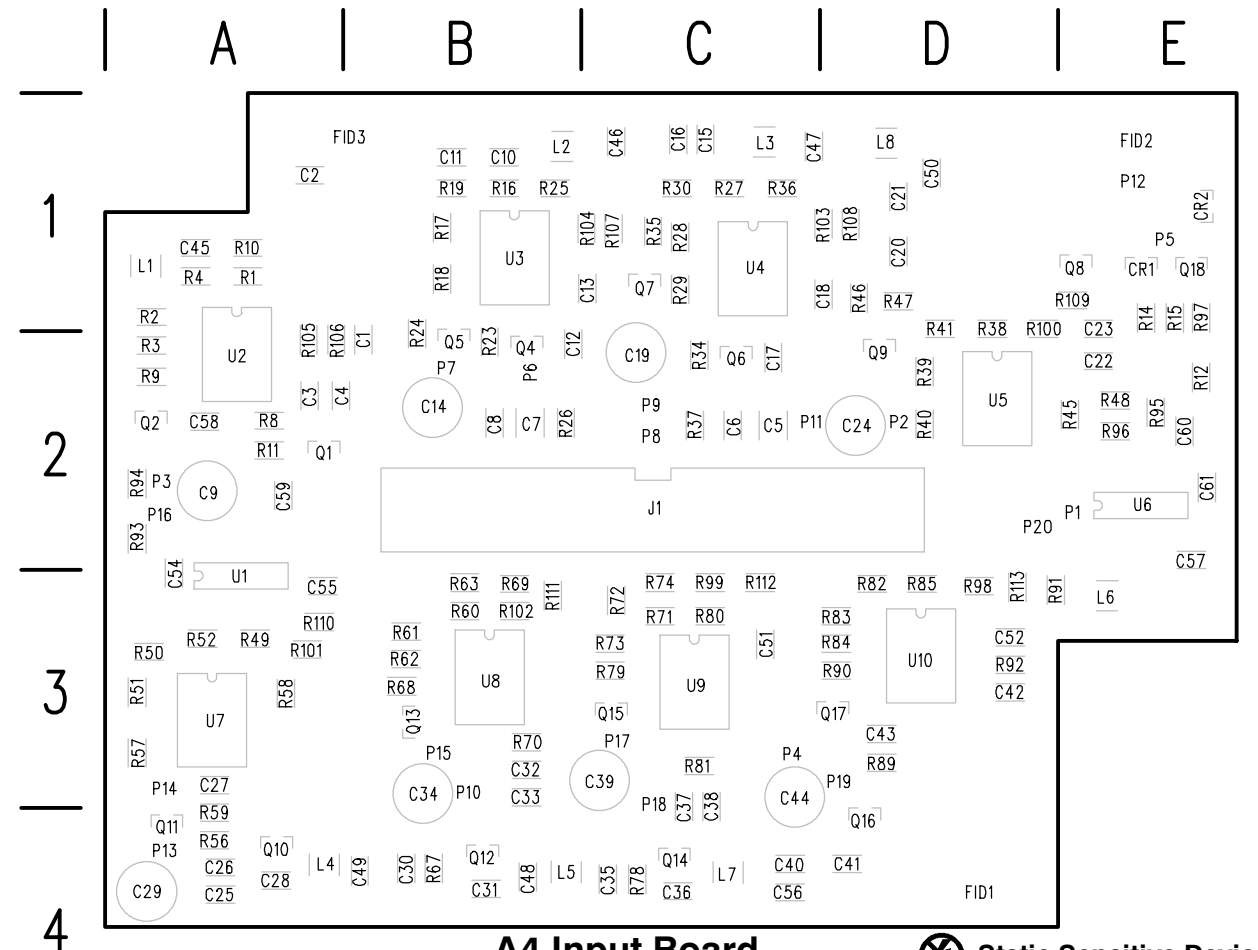 A B C D E
FID3 C46 C16 C15 L3 C47 L8 FID2
C11 C10 L2
C2 C50 P12
R19 R16 R25 R30 R27 R36 C21 CR2
1
R17 R104 R107 R35 R28 R103 R108
C45 R10 U3 C20 P5
L1 R4 R1 R18 C13 Q7 R29 U4 C18 R46 R47 Q8 CR1 Q18
R109
R2 R14 R15 R97
R3 U2 R105 R106 C1 R24 Q5 R23 Q4 C12 C19 R34 Q6 C17 Q9 R41 R38 R100 C23
C22
R9 P7 P6 R39 R12
C3 C4 C14 P9 U5 R48
Q2 C58 R8 C8 C7 R26 P8 R37 C6 C5 P11 C24 P2 R40 R45 R96 R95 C60
R11 Q1
2
R94 P3 C9 C59 C61
P16 J1 P1 U6
R93 P20
C57
C54 U1 C55 R63 R69 R111 R72 R74 R99 R112 R82 R85 R98 R113 R91 L6
R110 R60 R102 R71 R80 R83
R50 R52 R49 R101 R61 R73 C51 R84 C52
R62 R79 R90 U10 R92
3
R51 R58 R68 U8 U9 C42
U7 Q13 Q15 Q17
R57 P15 R70 P17 P4 C43
C32 R81 R89
P14 C27 C34 P10 C33 C39 P18 C37 C38 C44 P19
Q11 R59 Q16
P13 R56 Q10
C26 L4 C49 C30 R67 Q12 C48 L5 C35 R78 Q14 L7 C40 C41
C29 C25 C28 C31 C36 C56 FID1
4
A4 Input Board
Static Sensitive Devic